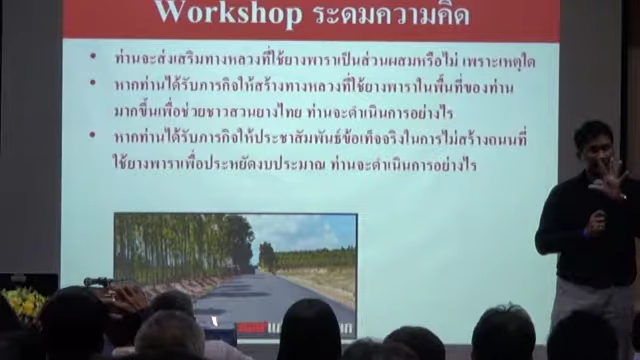 Workshop ระดมความคิด
• ท่านจะส่งเสริมทางหลวงที่ใช้ยางพาราเป็นส่วนผสมหรือไม่ เพราะเหตุใด
• หากท่านได้รับภารกิจให้สร้างทางหลวงที่ใช้ยางพาราในพื้นที่ของท่าน
มากขึ้นเพื่อช่วยชาวสวนยางไทย ท่านจะดำเนินการอย่างไร
• หากท่านได้รับภารกิจให้ประชาสัมพันธ์ข้อเท็จจริงในการไม่สร้างถนนที่
ใช้ยางพาราเพื่อประหยัดงบประมาณ ท่านจะดำเนินการอย่างไร